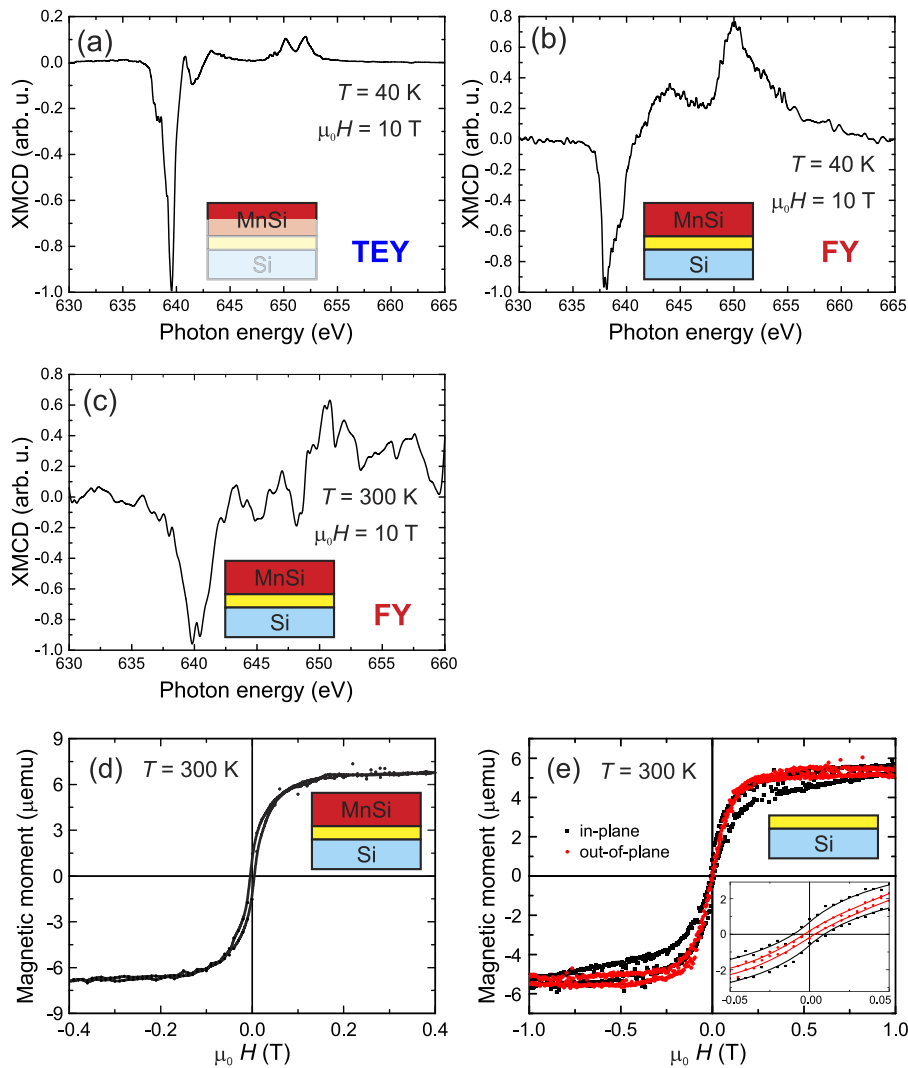 (a)
T = 40 K
μ₀H = 10 T
MnSi
Si
TEY
XMCD (arb. u.)
0.2
0.0
-0.2
-0.4
-0.6
-0.8
-1.0
630 635 640 645 650 655 660 665
Photon energy (eV)
(b)
T = 40 K
μ₀H = 10 T
MnSi
Si
FY
XMCD (arb. u.)
0.8
0.4
0.0
-0.4
-0.8
-1.0
630 635 640 645 650 655 660 665
Photon energy (eV)
(c)
T = 300 K
μ₀H = 10 T
MnSi
Si
FY
XMCD (arb. u.)
0.8
0.6
0.4
0.2
0.0
-0.2
-0.4
-0.6
-0.8
-1.0
630 635 640 645 650 655 660
Photon energy (eV)
(d) T = 300 K
MnSi
Si
Magnetic moment (μemu)
9
6
3
0
-3
-6
-9
-0.4 -0.2 0.0 0.2 0.4
μ₀ H (T)
(e) T = 300 K
in-plane
out-of-plane
Si
Magnetic moment (μemu)
6
4
2
0
-2
-4
-6
-1.0 -0.5 0.0 0.5 1.0
μ₀ H (T)
2
0
-2
-0.05 0.00 0.05